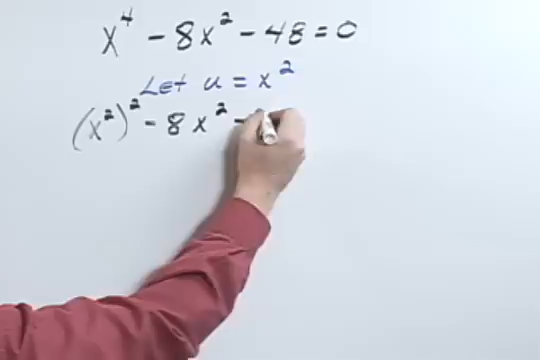 x⁴ - 8x² - 48 = 0
Let u = x²
(x²)² - 8x² -